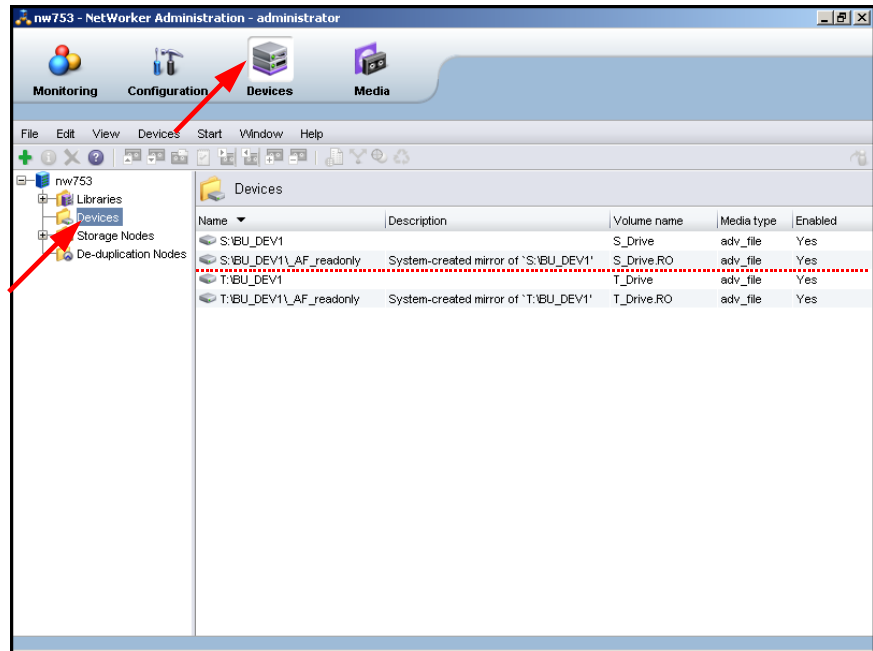 nw753 - NetWorker Administration - administrator
Monitoring Configuration Devices Media
File Edit View Devices Start Window Help
nw753
Libraries
Devices
Storage Nodes
De-duplication Nodes
Devices
Name Description Volume name Media type Enabled
S:\BU_DEV1 S_Drive adv_file Yes
S:\BU_DEV1\_AF_readonly System-created mirror of `S:\BU_DEV1' S_Drive.RO adv_file Yes
T:\BU_DEV1 T_Drive adv_file Yes
T:\BU_DEV1\_AF_readonly System-created mirror of `T:\BU_DEV1' T_Drive.RO adv_file Yes